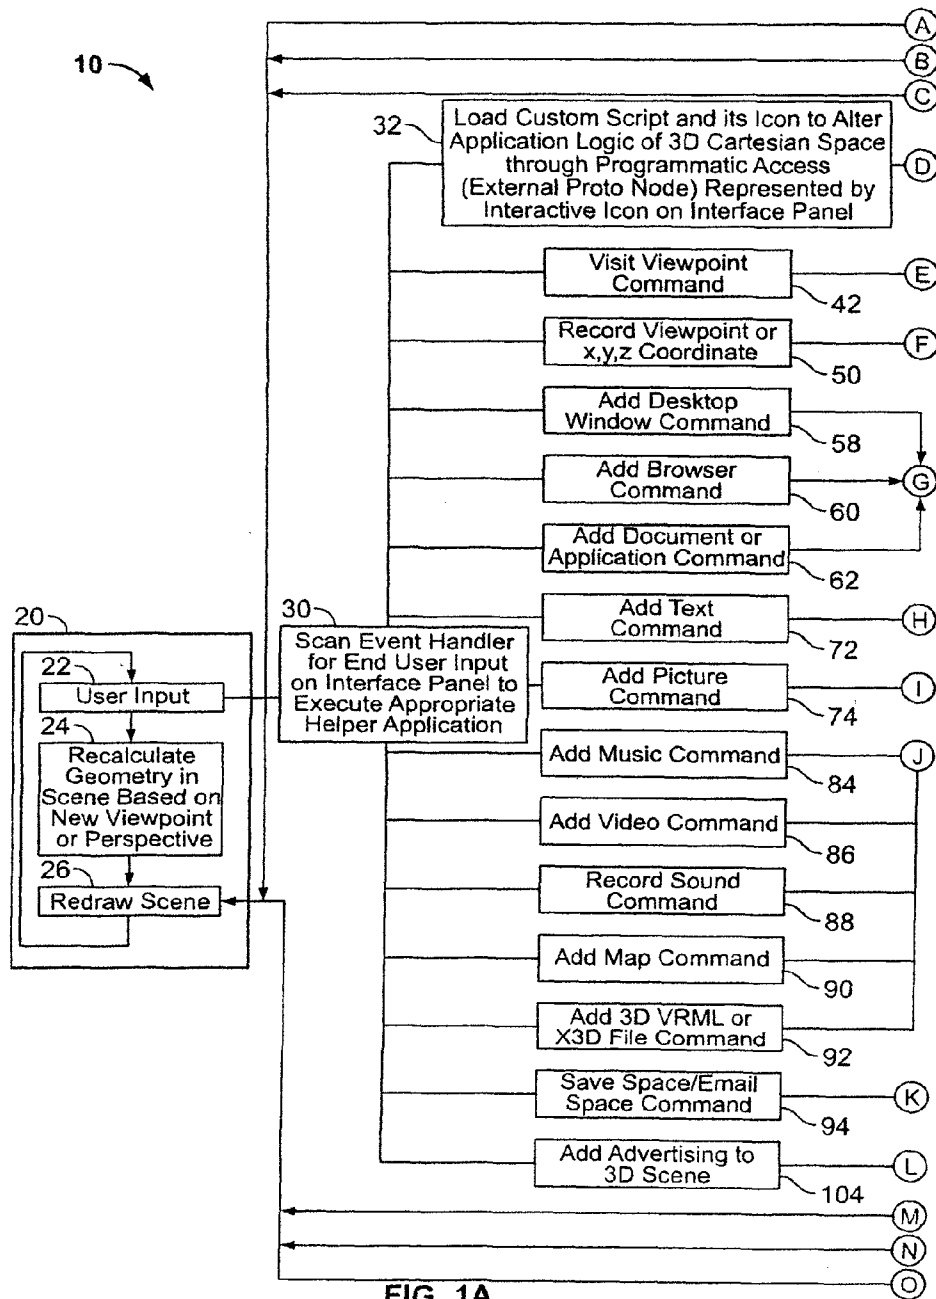 A
10
B
C
32
Load Custom Script and its Icon to Alter
Application Logic of 3D Cartesian Space
through Programmatic Access
(External Proto Node) Represented by
Interactive Icon on Interface Panel
D
Visit Viewpoint
Command
E
42
Record Viewpoint or
x,y,z Coordinate
F
50
Add Desktop
Window Command
58
Add Browser
Command
G
60
Add Document or
Application Command
62
20
30
Add Text
Command
H
72
22
User Input
Scan Event Handler
for End User Input
on Interface Panel to
Execute Appropriate
Helper Application
Add Picture
Command
I
74
24
Recalculate
Geometry in
Scene Based on
New Viewpoint
or Perspective
Add Music Command
J
84
Add Video Command
86
26
Redraw Scene
Record Sound
Command
88
Add Map Command
90
Add 3D VRML or
X3D File Command
92
Save Space/Email
Space Command
K
94
Add Advertising to
3D Scene
L
104
M
N
O
FIG. 1A